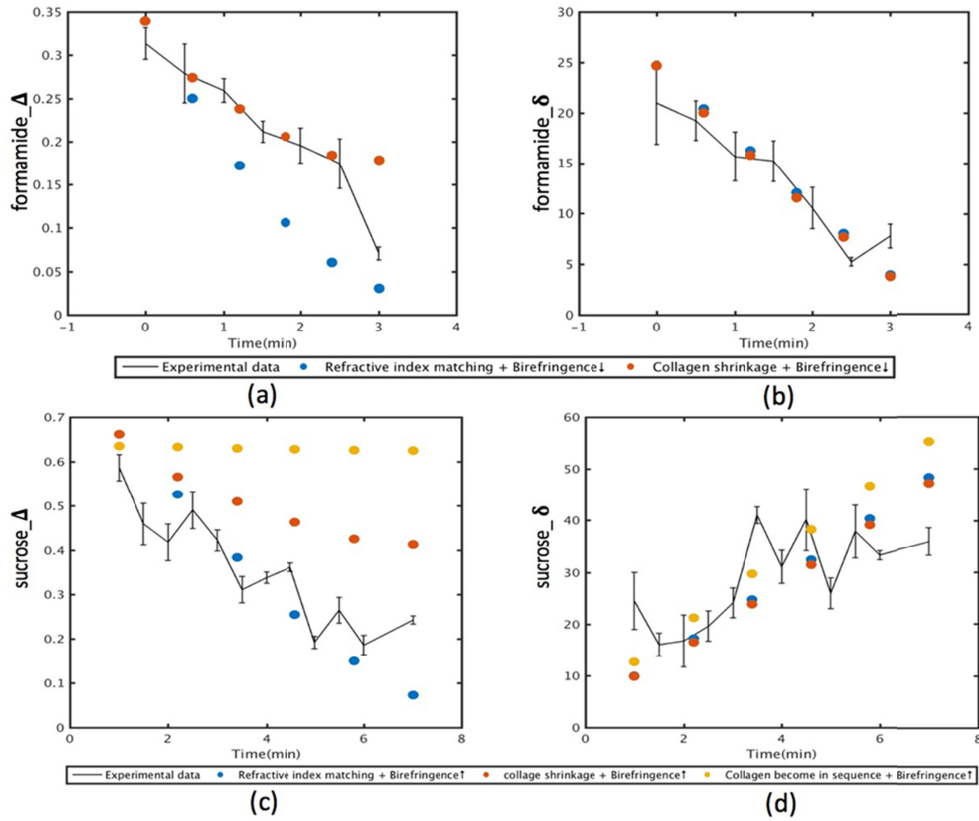 0.35
0.3
0.25
0.2
0.15
0.1
0.05
0
-1
0
1
2
3
4
formamide_Δ
Time(min)
30
25
20
15
10
5
0
-1
0
1
2
3
4
formamide_δ
Time(min)
Experimental data
Refractive index matching + Birefringence↓
Collagen shrinkage + Birefringence↓
(a)
(b)
0.7
0.6
0.5
0.4
0.3
0.2
0.1
0
0
2
4
6
8
sucrose_Δ
Time(min)
60
50
40
30
20
10
0
0
2
4
6
8
sucrose_δ
Time(min)
Experimental data
Refractive index matching + Birefringence↑
collage shrinkage + Birefringence↑
Collagen become in sequence + Birefringence↑
(c)
(d)